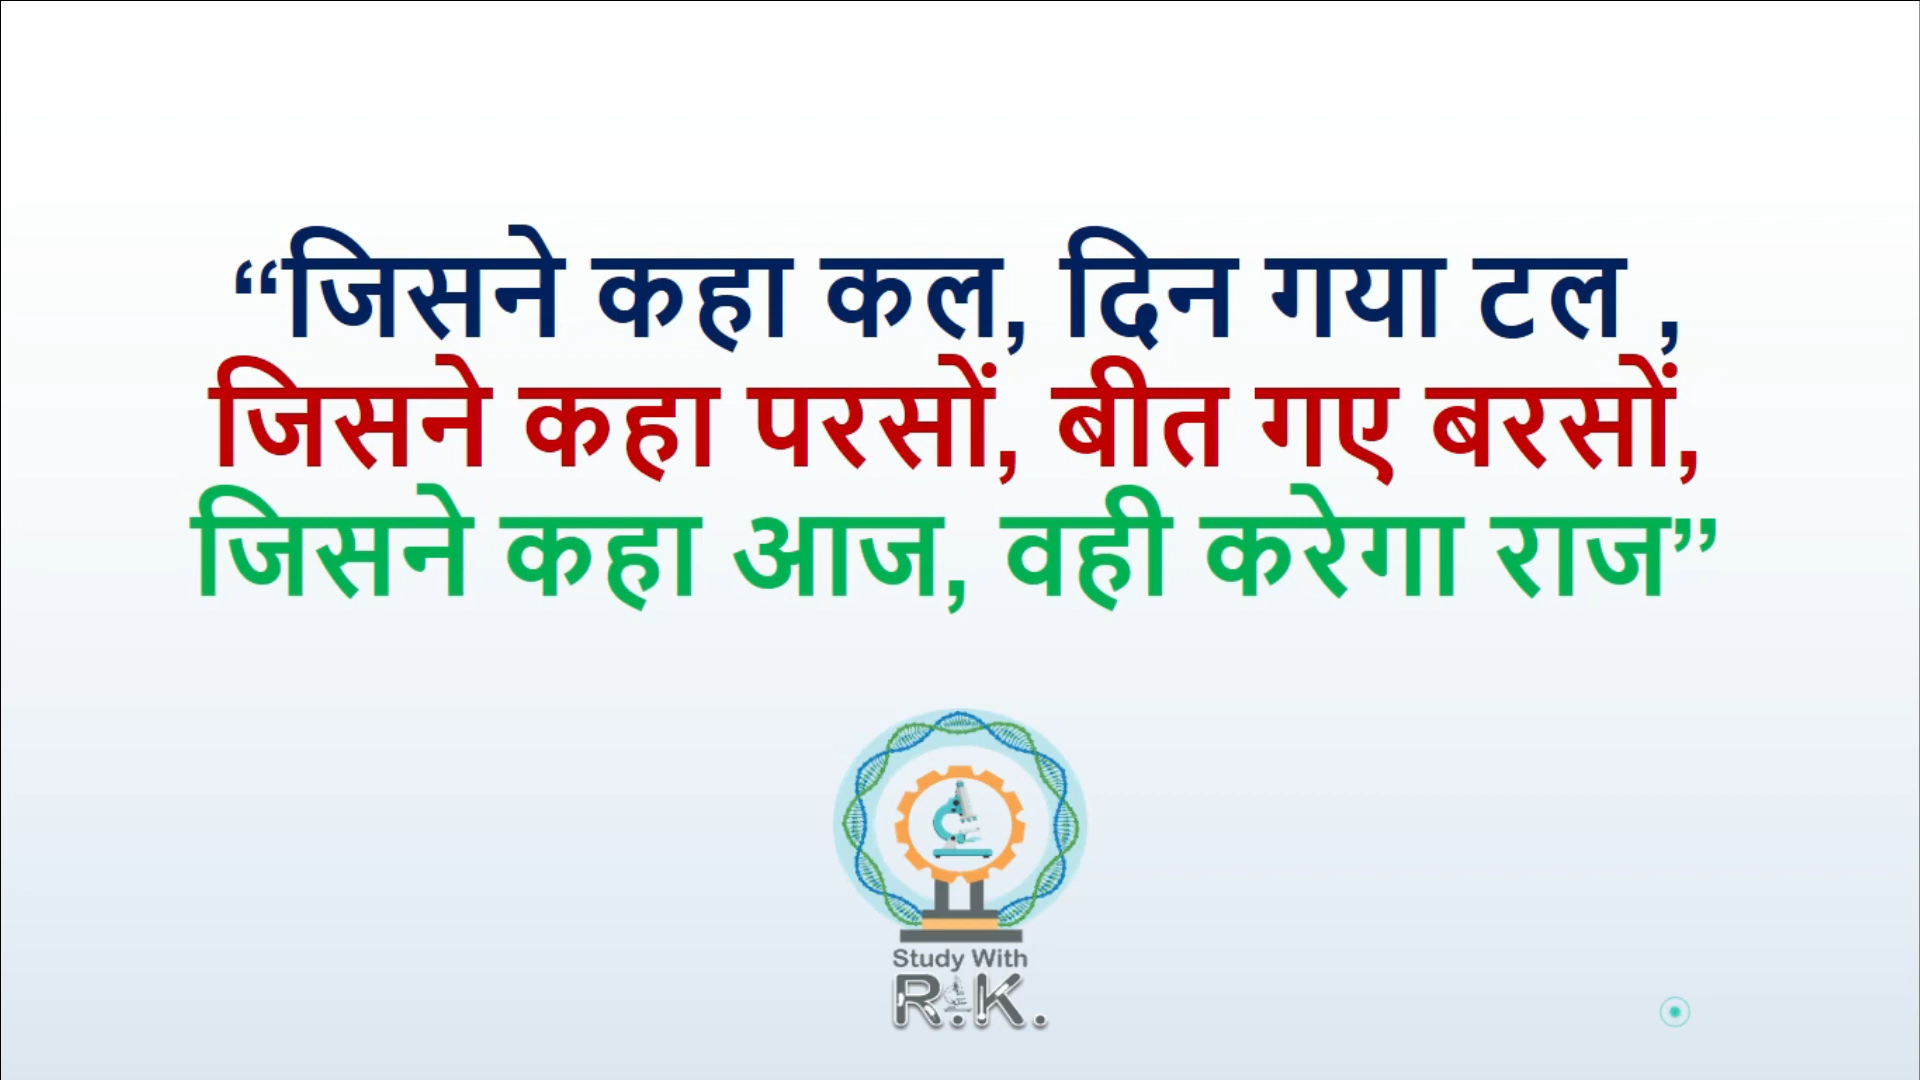 “जिसने कहा कल, दिन गया टल ,
जिसने कहा परसों, बीत गए बरसों,
जिसने कहा आज, वही करेगा राज”
Study With
R.K.